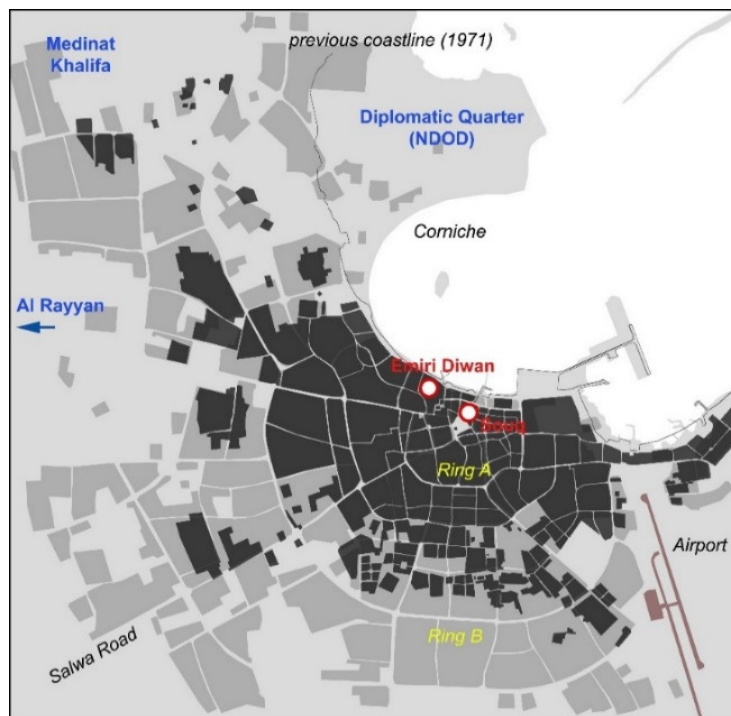 Medinat
Khalifa
previous coastline (1971)
Diplomatic Quarter
(NDOD)
Corniche
Al Rayyan
Emiri Diwan
Souq
Ring A
Airport
Ring B
Salwa Road